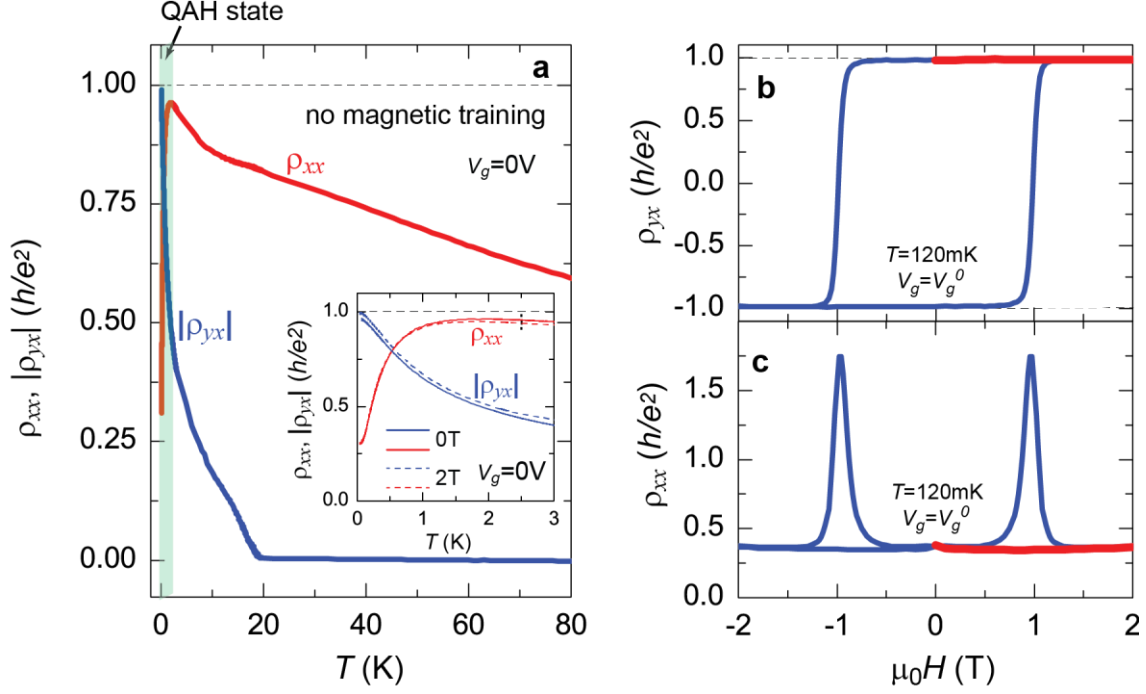 QAH state
a
1.00
no magnetic training
Vg=0V
ρxx
0.75
ρxx, |ρyx| (h/e²)
0.50
|ρyx|
0.25
0.00
0 20 40 60 80
T (K)
1.0
ρxx
|ρyx|
ρxx, |ρyx| (h/e²)
0.5
0T
2T
Vg=0V
0.0
0 1 2 3
T (K)
b
1.0
0.5
ρyx (h/e²)
0.0
-0.5
T=120mK
Vg=Vg⁰
-1.0
c
1.5
ρxx (h/e²)
1.0
T=120mK
Vg=Vg⁰
0.5
0.0
-2 -1 0 1 2
μ₀H (T)